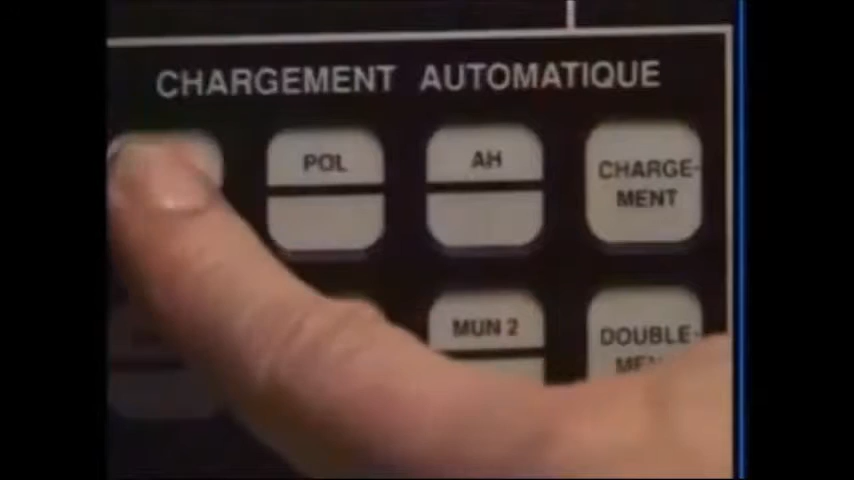 CHARGEMENT AUTOMATIQUE
POL
AH
CHARGE-
MENT
MUN 2
DOUBLE-